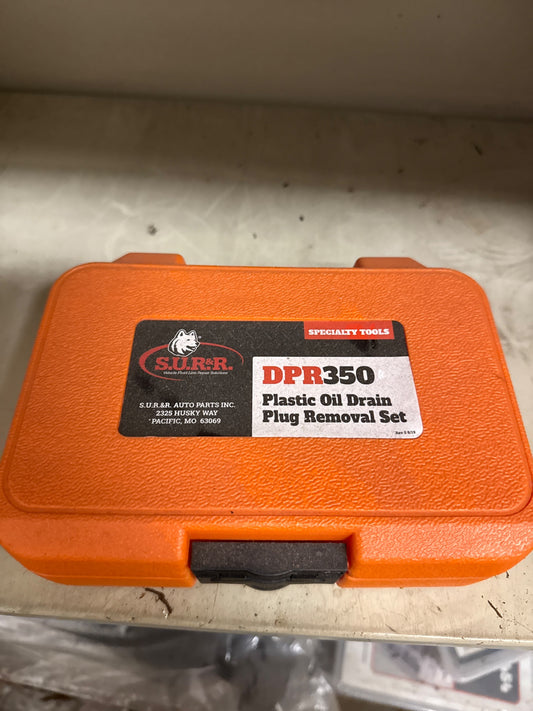 SPECIALTY TOOLS
S.U.R.&R.
Vehicle Fluid Line Repair Solutions
S.U.R.&R. AUTO PARTS INC.
2325 HUSKY WAY
PACIFIC, MO 63069
DPR350
Plastic Oil Drain
Plug Removal Set